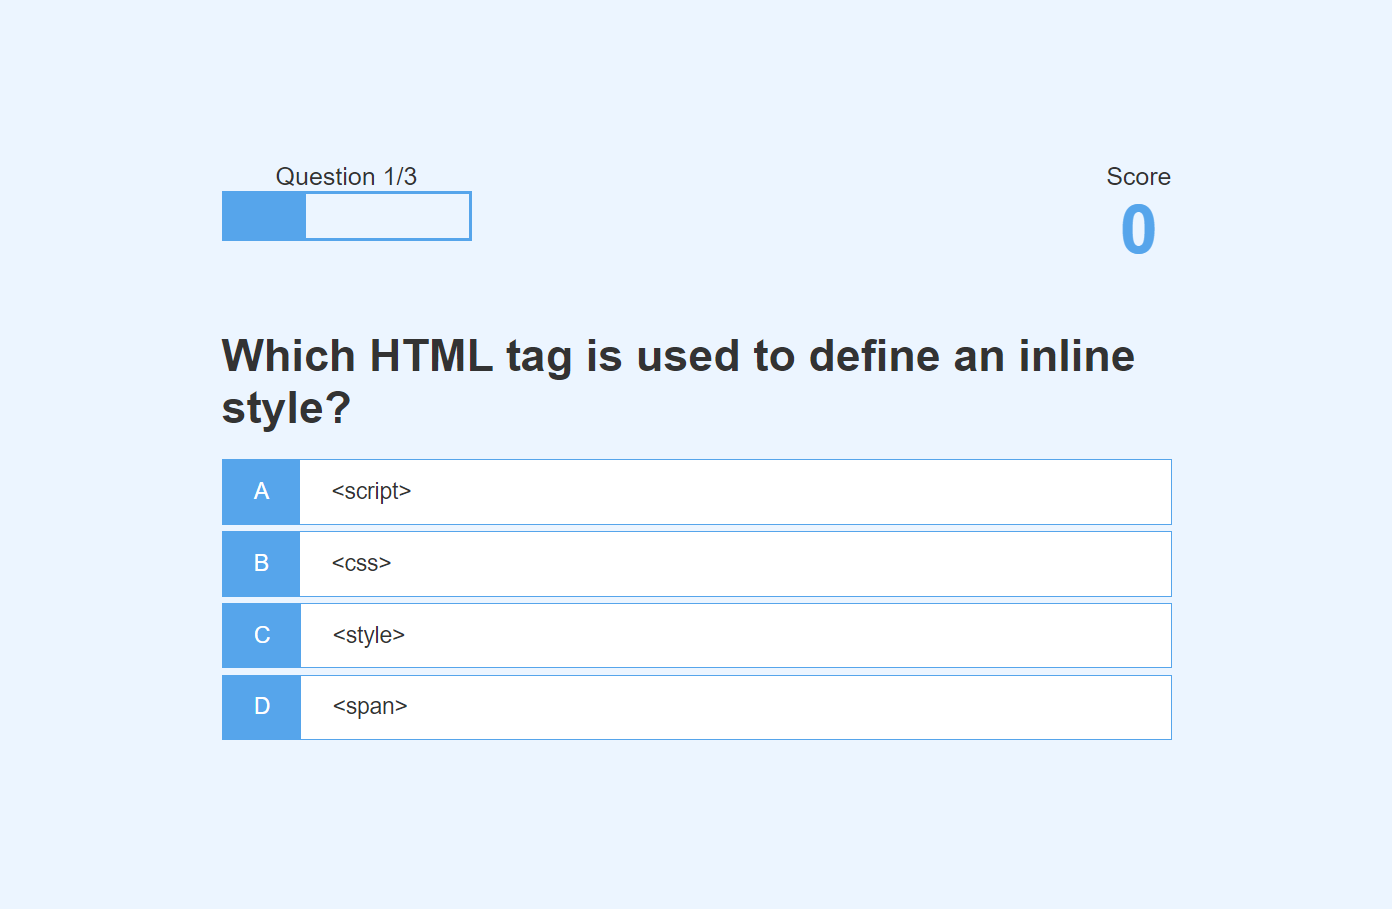 Question 1/3
Score
0
Which HTML tag is used to define an inline
style?
A <script>
B <css>
C <style>
D <span>